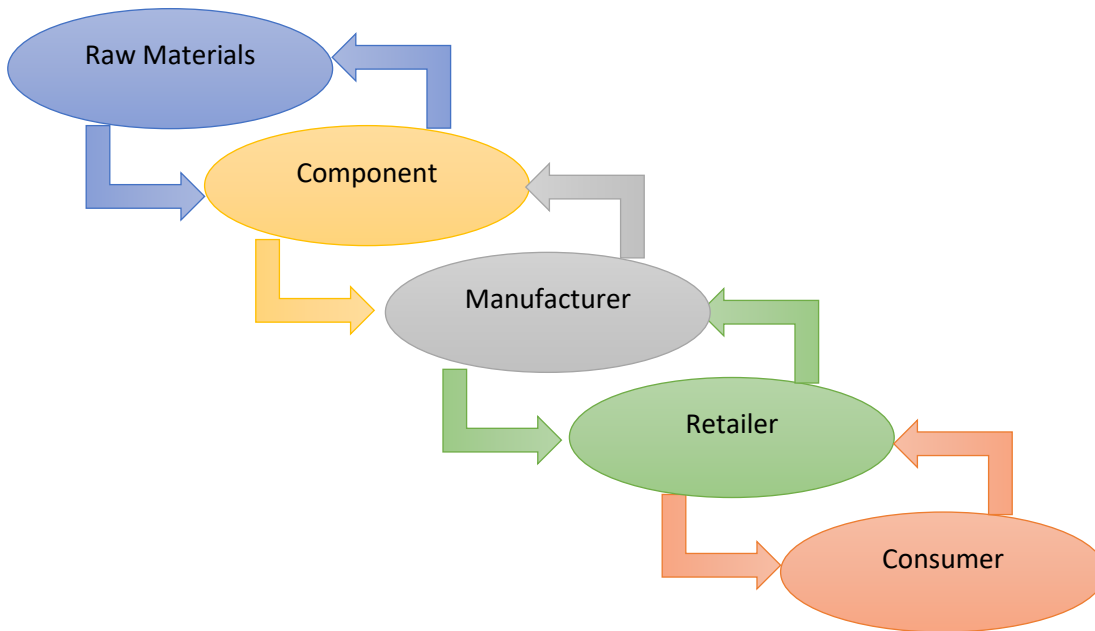 Raw Materials
Component
Manufacturer
Retailer
Consumer